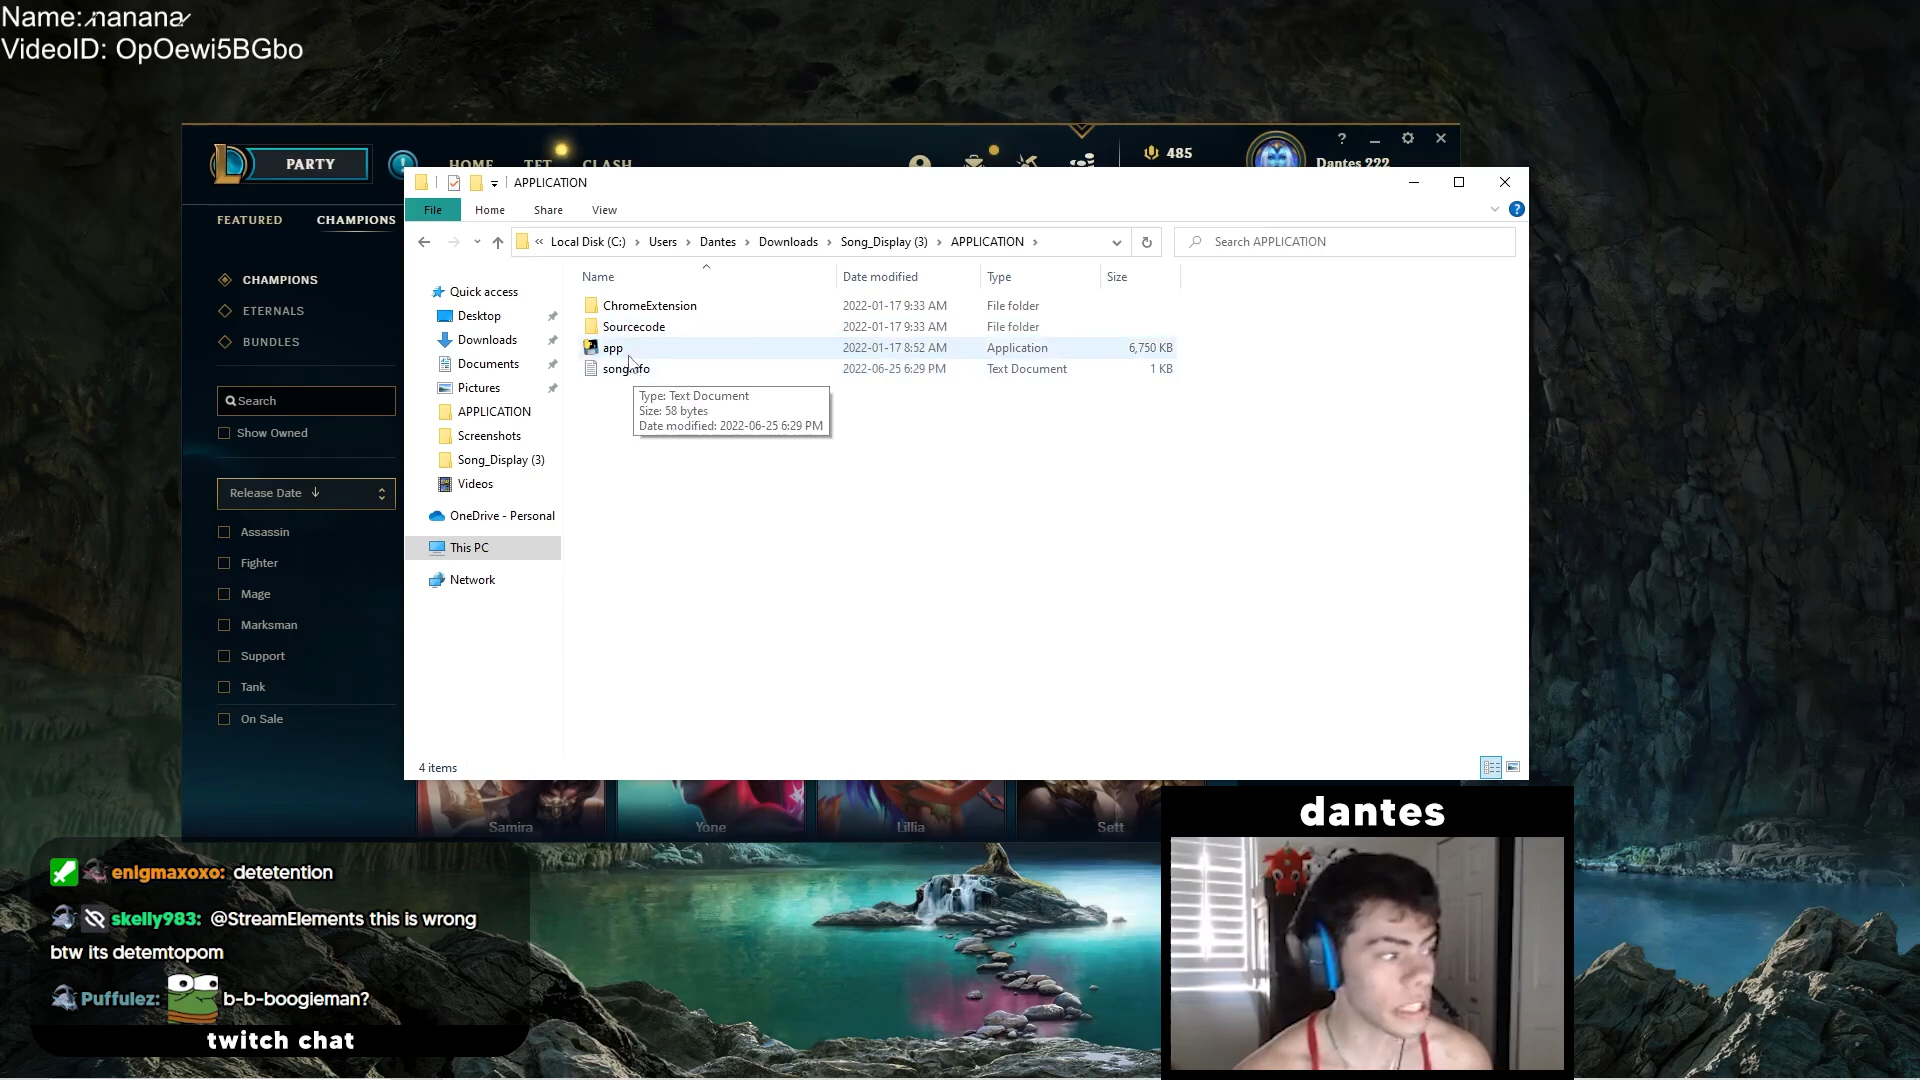 Name: nanana
VideoID: OpOewi5BGbo
PARTY
HOME
TFT
CLASH
485
Dantes 222
?
FEATURED
CHAMPIONS
CHAMPIONS
ETERNALS
BUNDLES
Search
Show Owned
Release Date
Assassin
Fighter
Mage
Marksman
Support
Tank
On Sale
APPLICATION
File
Home
Share
View
?
« Local Disk (C:) › Users › Dantes › Downloads › Song_Display (3) › APPLICATION ›
Search APPLICATION
Name
Date modified
Type
Size
ChromeExtension 2022-01-17 9:33 AM File folder
Sourcecode 2022-01-17 9:33 AM File folder
app 2022-01-17 8:52 AM Application 6,750 KB
songinfo 2022-06-25 6:29 PM Text Document 1 KB
Type: Text Document
Size: 58 bytes
Date modified: 2022-06-25 6:29 PM
Quick access
Desktop
Downloads
Documents
Pictures
APPLICATION
Screenshots
Song_Display (3)
Videos
OneDrive - Personal
This PC
Network
4 items
Samira
Yone
Lillia
Sett
dantes
enigmaxoxo: detetention
skelly983: @StreamElements this is wrong
btw its detemtopom
Puffulez: b-b-boogieman?
twitch chat